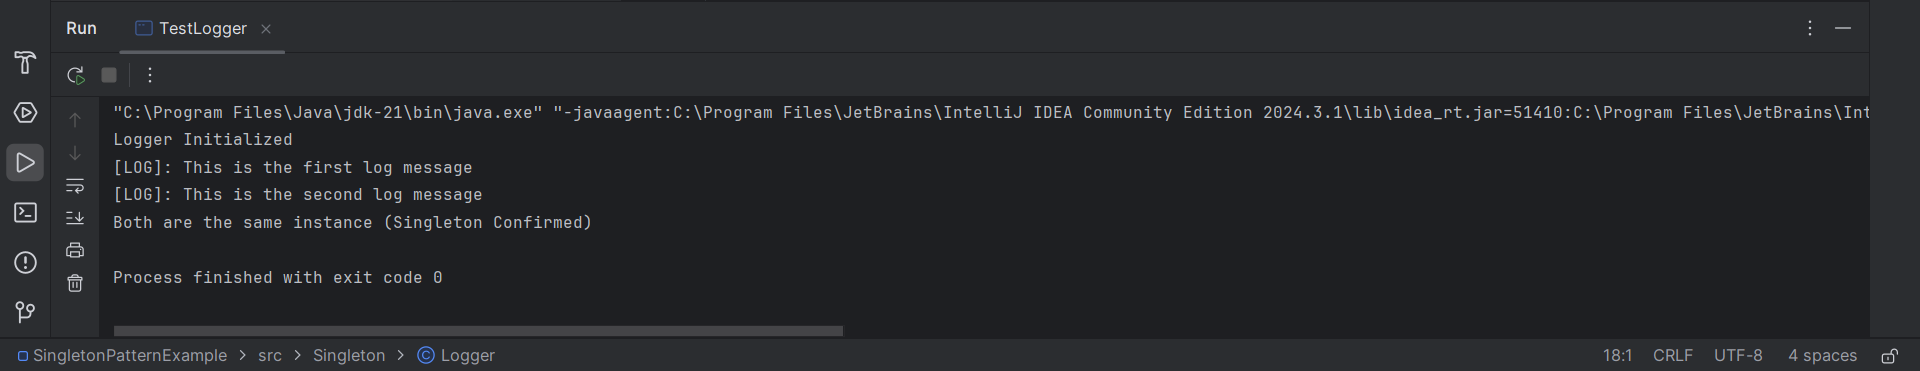 Run TestLogger
"C:\Program Files\Java\jdk-21\bin\java.exe" "-javaagent:C:\Program Files\JetBrains\IntelliJ IDEA Community Edition 2024.3.1\lib\idea_rt.jar=51410:C:\Program Files\JetBrains\Int
Logger Initialized
[LOG]: This is the first log message
[LOG]: This is the second log message
Both are the same instance (Singleton Confirmed)
Process finished with exit code 0
SingletonPatternExample > src > Singleton > Logger 18:1 CRLF UTF-8 4 spaces